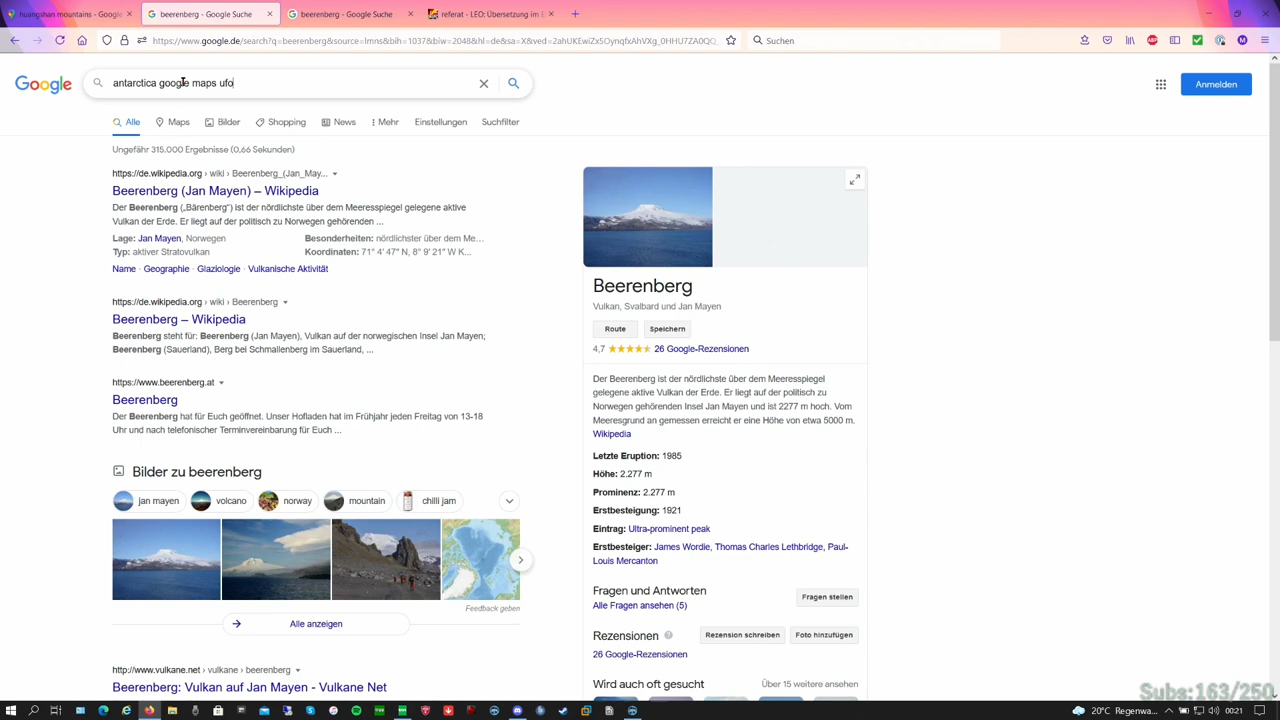 huangshan mountains - Google
beerenberg - Google Suche
beerenberg - Google Suche
referat - LEO: Übersetzung im E
https://www.google.de/search?q=beerenberg&source=lmns&bih=1037&biw=2048&hl=de&sa=X&ved=
Suchen
Google
antarctica google maps ufo
Anmelden
Alle
Maps
Bilder
Shopping
News
Mehr
Einstellungen
Suchfilter
Ungefähr 315.000 Ergebnisse (0,66 Sekunden)
https://de.wikipedia.org › wiki › Beerenberg_(Jan_May...
Beerenberg (Jan Mayen) – Wikipedia
Der Beerenberg („Bärenberg“) ist der nördlichste über dem Meeresspiegel gelegene aktive
Vulkan der Erde. Er liegt auf der politisch zu Norwegen gehörenden ...
Lage: Jan Mayen, Norwegen
Besonderheiten: nördlichster über dem Me...
Typ: aktiver Stratovulkan
Koordinaten: 71° 4′ 47″ N, 8° 9′ 21″ W K...
Name · Geographie · Glaziologie · Vulkanische Aktivität
https://de.wikipedia.org › wiki › Beerenberg
Beerenberg – Wikipedia
Beerenberg steht für: Beerenberg (Jan Mayen), Vulkan auf der norwegischen Insel Jan Mayen;
Beerenberg (Sauerland), Berg bei Schmallenberg im Sauerland, ...
https://www.beerenberg.at
Beerenberg
Der Beerenberg hat für Euch geöffnet. Unser Hofladen hat im Frühjahr jeden Freitag von 13-18
Uhr und nach telefonischer Terminvereinbarung für Euch ...
Bilder zu beerenberg
jan mayen
volcano
norway
mountain
chilli jam
Feedback geben
Alle anzeigen
http://www.vulkane.net › vulkane › beerenberg
Beerenberg: Vulkan auf Jan Mayen - Vulkane Net
Beerenberg
Vulkan, Svalbard und Jan Mayen
Route
Speichern
4,7
26 Google-Rezensionen
Der Beerenberg ist der nördlichste über dem Meeresspiegel
gelegene aktive Vulkan der Erde. Er liegt auf der politisch zu
Norwegen gehörenden Insel Jan Mayen und ist 2277 m hoch. Vom
Meeresgrund an gemessen erreicht er eine Höhe von etwa 5000 m.
Wikipedia
Letzte Eruption: 1985
Höhe: 2.277 m
Prominenz: 2.277 m
Erstbesteigung: 1921
Eintrag: Ultra-prominent peak
Erstbesteiger: James Wordie, Thomas Charles Lethbridge, Paul-
Louis Mercanton
Fragen und Antworten
Fragen stellen
Alle Fragen ansehen (5)
Rezensionen
Rezension schreiben
Foto hinzufügen
26 Google-Rezensionen
Wird auch oft gesucht
Über 15 weitere ansehen
20°C Regenschauer
00:21